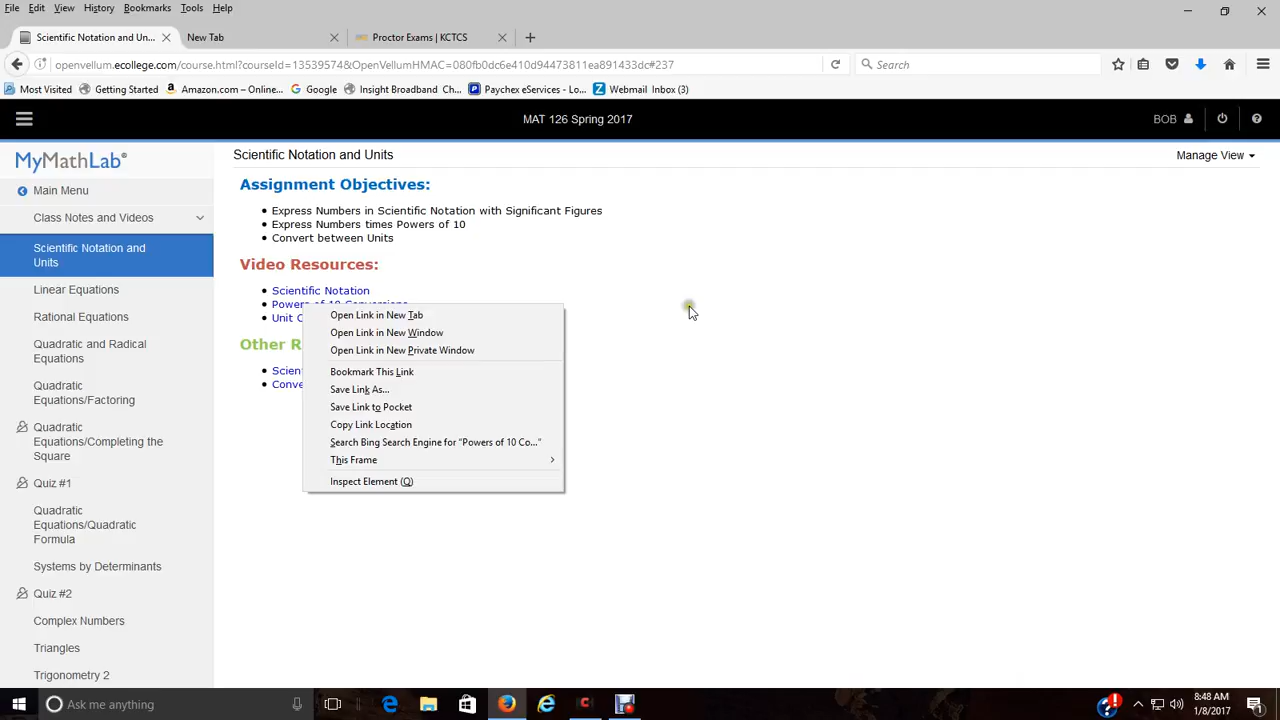 File Edit View History Bookmarks Tools Help
Scientific Notation and Un... New Tab Proctor Exams | KCTCS
openvellum.ecollege.com/course.html?courseId=13539574&OpenVellumHMAC=080fb0dc6e410d94473811ea891433dc#237 Search
Most Visited Getting Started Amazon.com – Online... Google Insight Broadband Ch... Paychex eServices - Lo... Webmail Inbox (3)
MAT 126 Spring 2017 BOB
MyMathLab®
Scientific Notation and Units Manage View
Main Menu
Class Notes and Videos
Scientific Notation and
Units
Linear Equations
Rational Equations
Quadratic and Radical
Equations
Quadratic
Equations/Factoring
Quadratic
Equations/Completing the
Square
Quiz #1
Quadratic
Equations/Quadratic
Formula
Systems by Determinants
Quiz #2
Complex Numbers
Triangles
Trigonometry 2
Assignment Objectives:
Express Numbers in Scientific Notation with Significant Figures
Express Numbers times Powers of 10
Convert between Units
Video Resources:
Scientific Notation
Powers of 10 Conversions
Unit C
Other R
Scien
Conve
Open Link in New Tab
Open Link in New Window
Open Link in New Private Window
Bookmark This Link
Save Link As...
Save Link to Pocket
Copy Link Location
Search Bing Search Engine for "Powers of 10 Co..."
This Frame
Inspect Element (Q)
Ask me anything
8:48 AM
1/8/2017